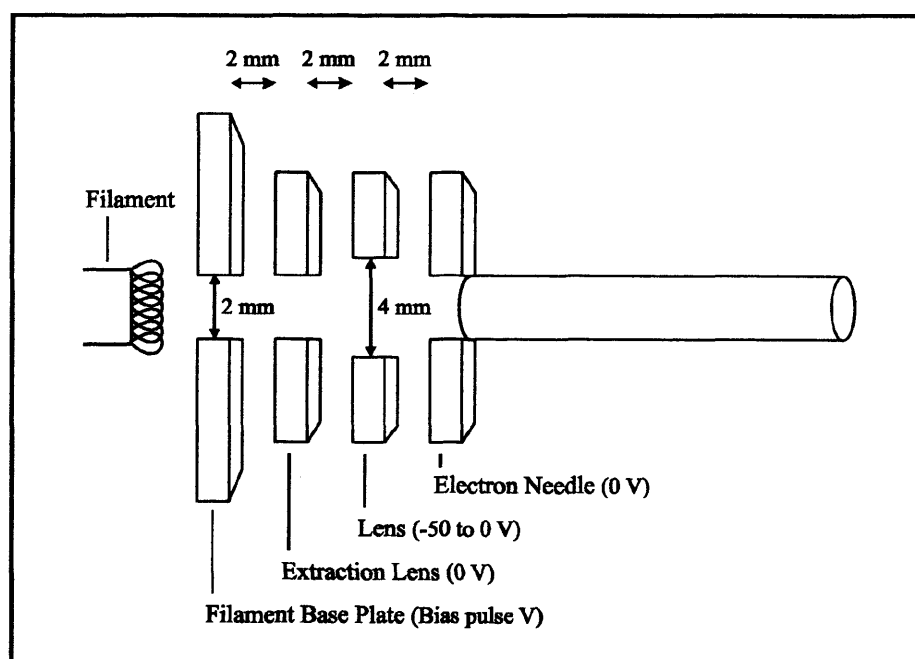 2 mm 2 mm 2 mm
Filament
2 mm
4 mm
Electron Needle (0 V)
Lens (-50 to 0 V)
Extraction Lens (0 V)
Filament Base Plate (Bias pulse V)